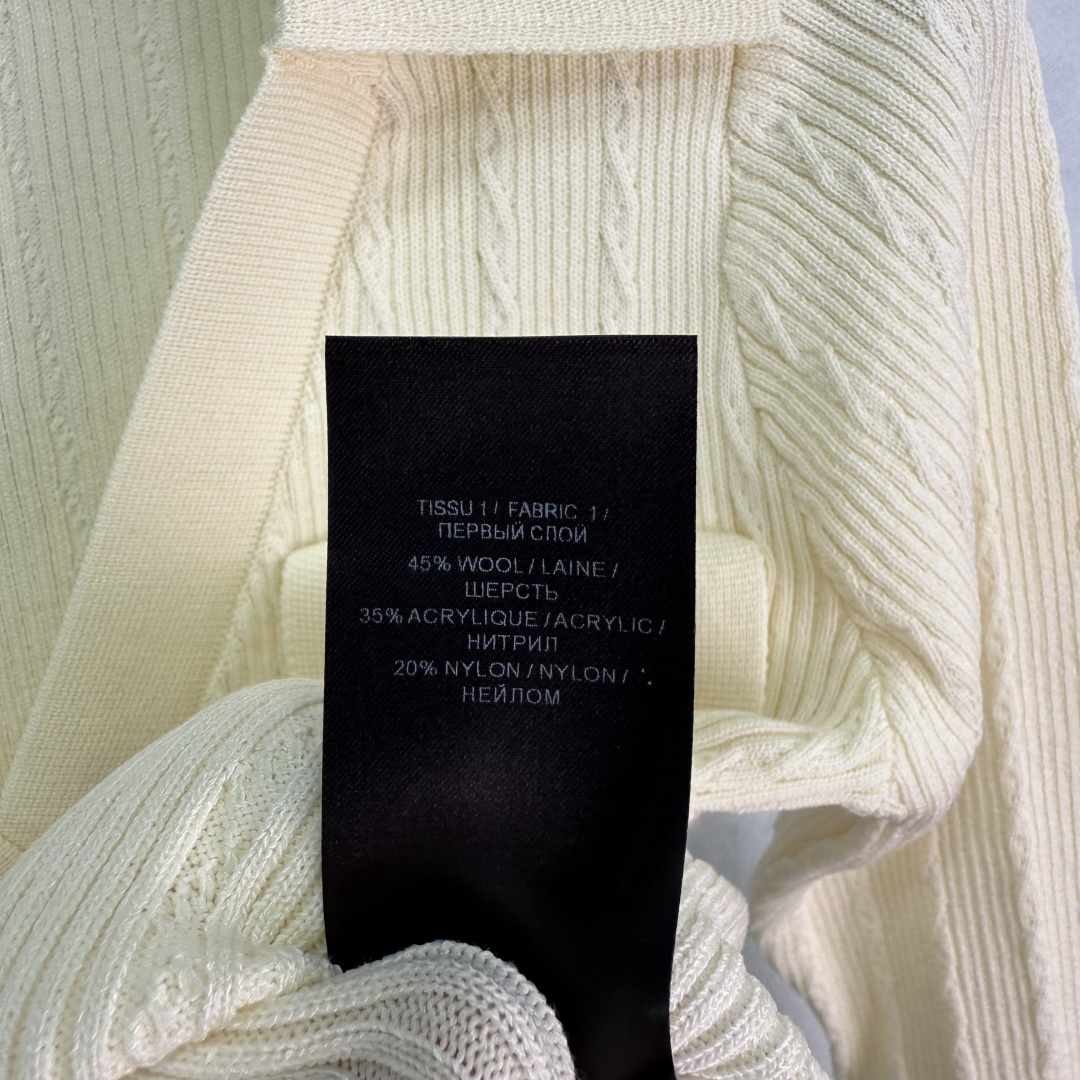 TISSU 1 / FABRIC 1 /
ПЕРВЫЙ СЛОЙ
45% WOOL / LAINE /
ШЕРСТЬ
35% ACRYLIQUE / ACRYLIC /
НИТРИЛ
20% NYLON / NYLON /
НЕЙЛОМ